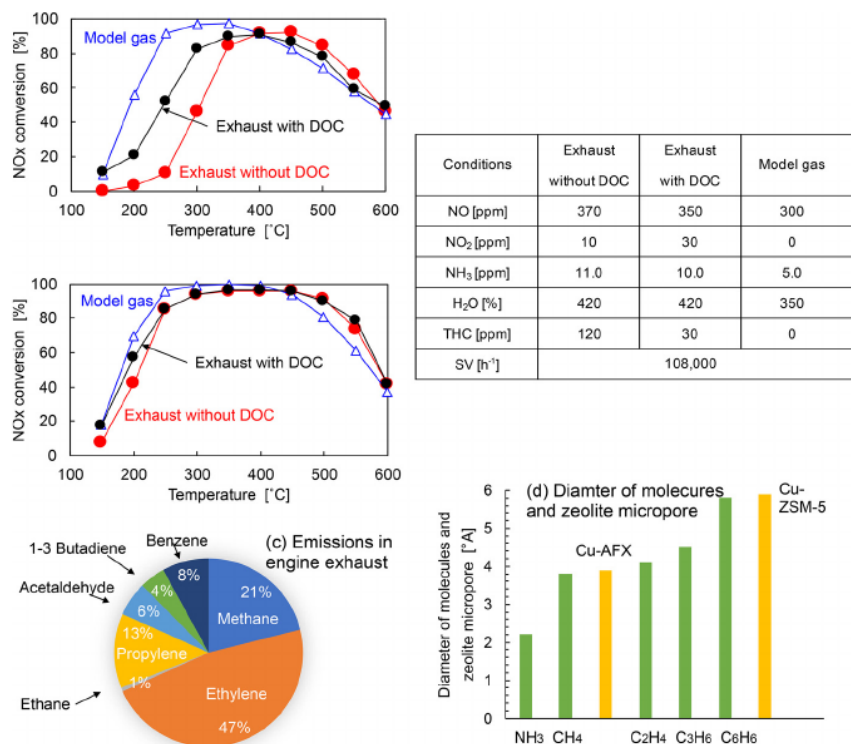 100
80
60
40
20
0
NOx comversion [%]
Model gas
Exhaust with DOC
Exhaust without DOC
100 200 300 400 500 600
Temperature [˚C]
100
80
60
40
20
0
NOx conversion [%]
Model gas
Exhaust with DOC
Exhaust without DOC
100 200 300 400 500 600
Temperature [˚C]
Conditions Exhaust without DOC Exhaust with DOC Model gas
NO [ppm] 370 350 300
NO2 [ppm] 10 30 0
NH3 [ppm] 11.0 10.0 5.0
H2O [%] 420 420 350
THC [ppm] 120 30 0
SV [h-1] 108,000
(c) Emissions in
engine exhaust
Benzene
8%
1-3 Butadiene
4%
Acetaldehyde
6%
13%
Propylene
Ethane
1%
21%
Methane
Ethylene
47%
(d) Diamter of molecures
and zeolite micropore
Cu-
ZSM-5
Cu-AFX
Diameter of molecules and
zeolite micropore [°A]
6
5
4
3
2
1
0
NH3 CH4 C2H4 C3H6 C6H6